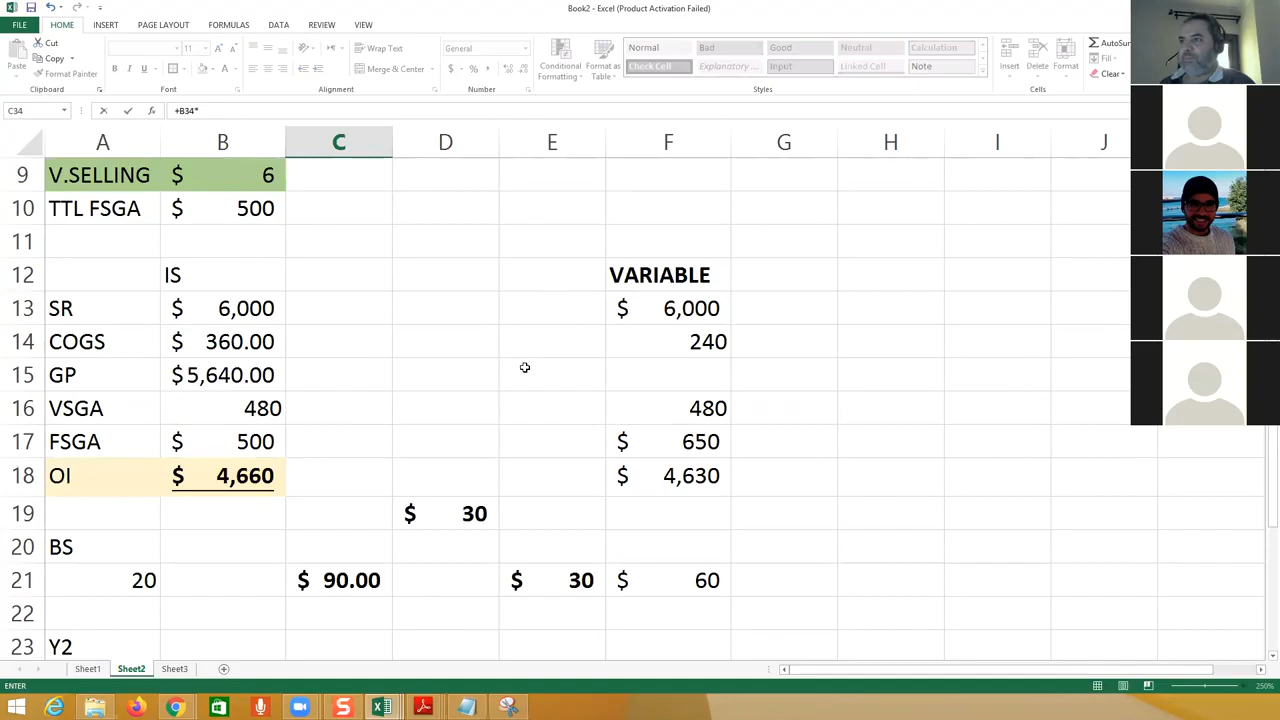 Book2 - Excel (Product Activation Failed)
FILE HOME INSERT PAGE LAYOUT FORMULAS DATA REVIEW VIEW
Cut
Copy
Format Painter
Paste
Clipboard
11
B I U
Font
Wrap Text
Merge & Center
Alignment
General
$ % ,
Number
Conditional Formatting
Format as Table
Normal Bad Good Neutral Calculation
Check Cell Explanatory ... Input Linked Cell Note
Styles
Insert Delete Format
Cells
AutoSum
Fill
Clear
C34 +B34*
A B C D E F G H I J
9 V.SELLING $ 6
10 TTL FSGA $ 500
11
12 IS VARIABLE
13 SR $ 6,000 $ 6,000
14 COGS $ 360.00 240
15 GP $5,640.00
16 VSGA 480 480
17 FSGA $ 500 $ 650
18 OI $ 4,660 $ 4,630
19 $ 30
20 BS
21 20 $ 90.00 $ 30 $ 60
22
23 Y2
Sheet1 Sheet2 Sheet3
ENTER 250%